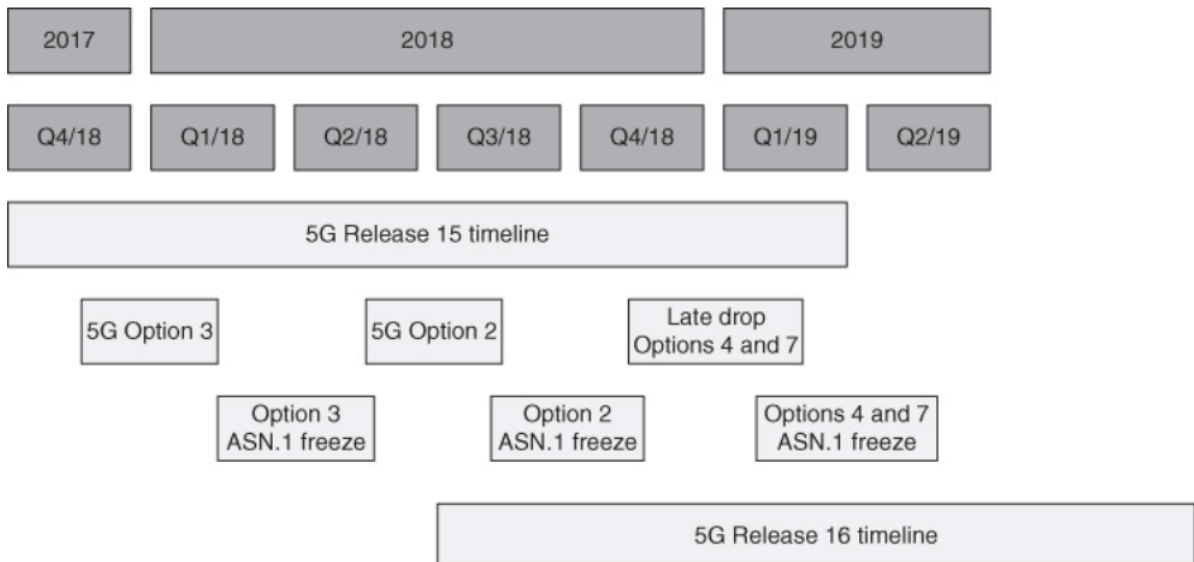 2017
2018
2019
Q4/18
Q1/18
Q2/18
Q3/18
Q4/18
Q1/19
Q2/19
5G Release 15 timeline
5G Option 3
5G Option 2
Late drop
Options 4 and 7
Option 3
ASN.1 freeze
Option 2
ASN.1 freeze
Options 4 and 7
ASN.1 freeze
5G Release 16 timeline